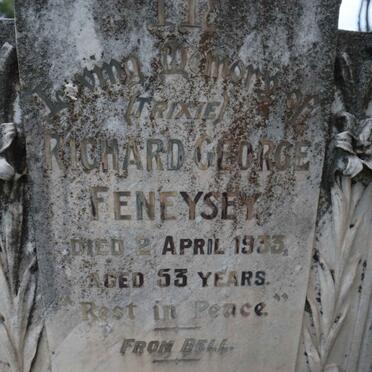 In
Loving Memory of
(TRIXIE)
RICHARD GEORGE
FENEYSEY
DIED 2 APRIL 1933,
AGED 53 YEARS.
"Rest in Peace."
FROM BELL.